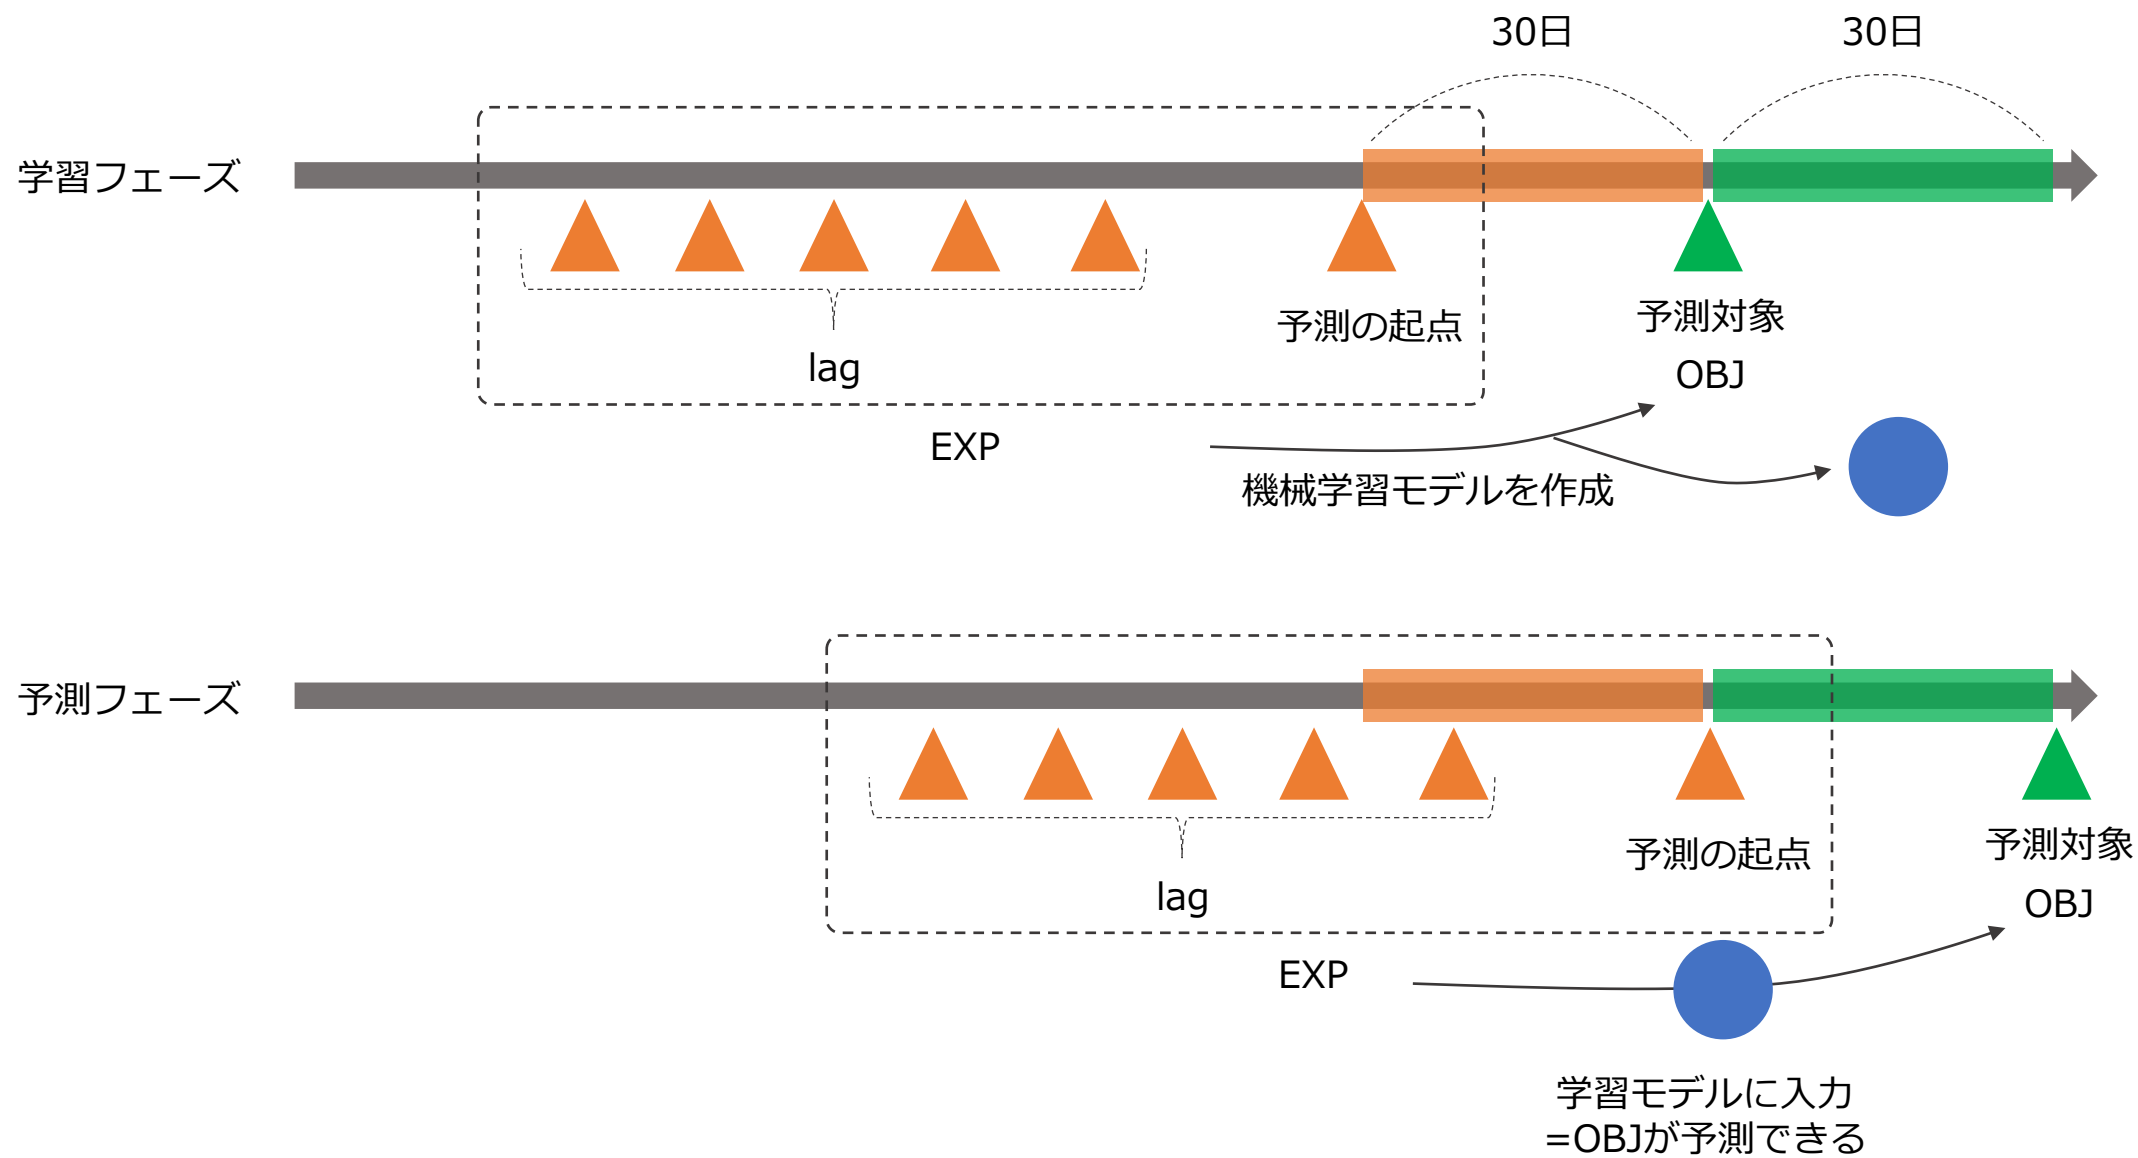 30日
30日
学習フェーズ
予測の起点
予測対象
OBJ
lag
EXP
機械学習モデルを作成
予測フェーズ
予測の起点
予測対象
OBJ
lag
EXP
学習モデルに入力
=OBJが予測できる